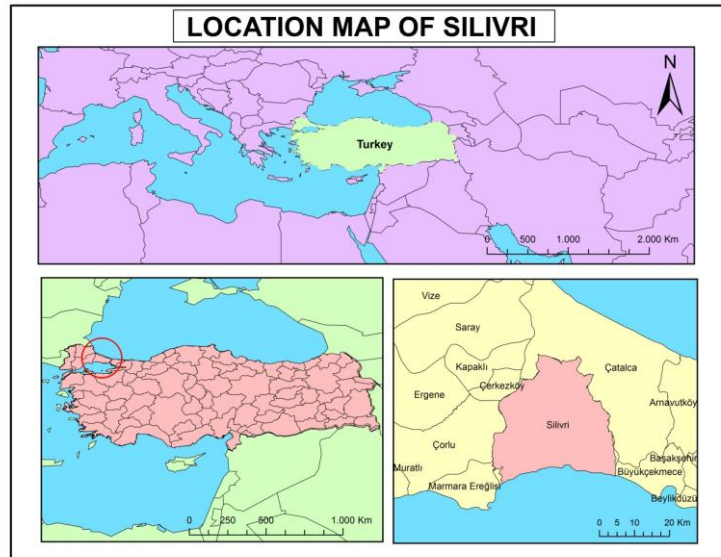 LOCATION MAP OF SILIVRI
N
Turkey
0 500 1.000 2.000 Km
0 250 500 1.000 Km
Vize
Saray
Kapaklı
Çerkezköy
Çatalca
Ergene
Arnavutköy
Silivri
Çorlu
Başakşehir
Muratlı
Büyükçekmece
Marmara Ereğlisi
Beylikdüzü
0 5 10 20 Km